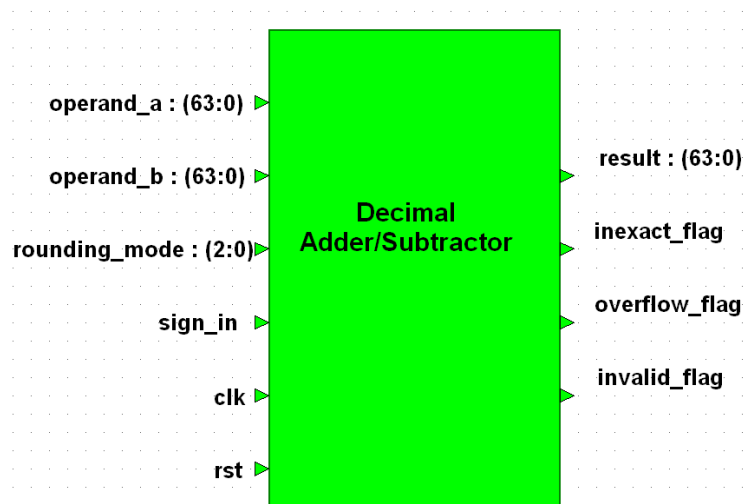 operand_a : (63:0)
operand_b : (63:0)
rounding_mode : (2:0)
sign_in
clk
rst
Decimal
Adder/Subtractor
result : (63:0)
inexact_flag
overflow_flag
invalid_flag